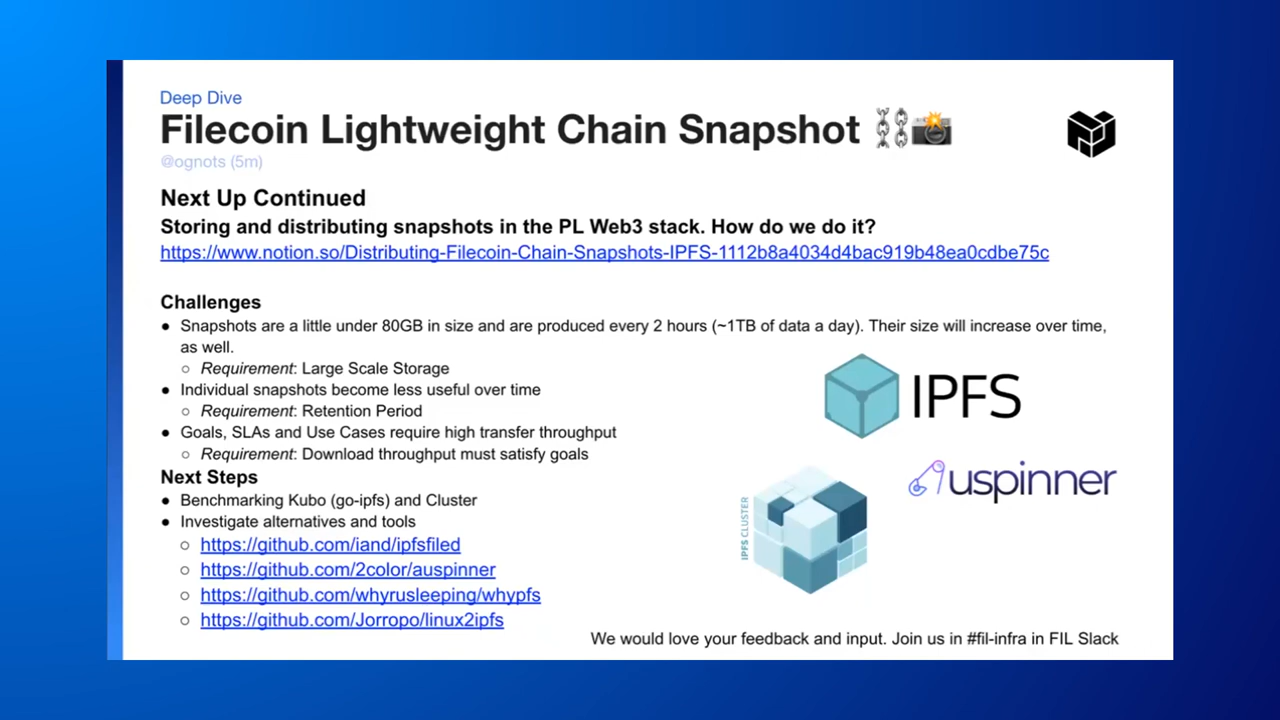 Deep Dive
Filecoin Lightweight Chain Snapshot ⛓️📸
@ognots (5m)
Next Up Continued
Storing and distributing snapshots in the PL Web3 stack. How do we do it?
https://www.notion.so/Distributing-Filecoin-Chain-Snapshots-IPFS-1112b8a4034d4bac919b48ea0cdbe75c
Challenges
● Snapshots are a little under 80GB in size and are produced every 2 hours (~1TB of data a day). Their size will increase over time,
as well.
○ Requirement: Large Scale Storage
● Individual snapshots become less useful over time
○ Requirement: Retention Period
● Goals, SLAs and Use Cases require high transfer throughput
○ Requirement: Download throughput must satisfy goals
Next Steps
● Benchmarking Kubo (go-ipfs) and Cluster
● Investigate alternatives and tools
○ https://github.com/iand/ipfsfiled
○ https://github.com/2color/auspinner
○ https://github.com/whyrusleeping/whypfs
○ https://github.com/Jorropo/linux2ipfs
IPFS
Auspinner
IPFS CLUSTER
We would love your feedback and input. Join us in #fil-infra in FIL Slack